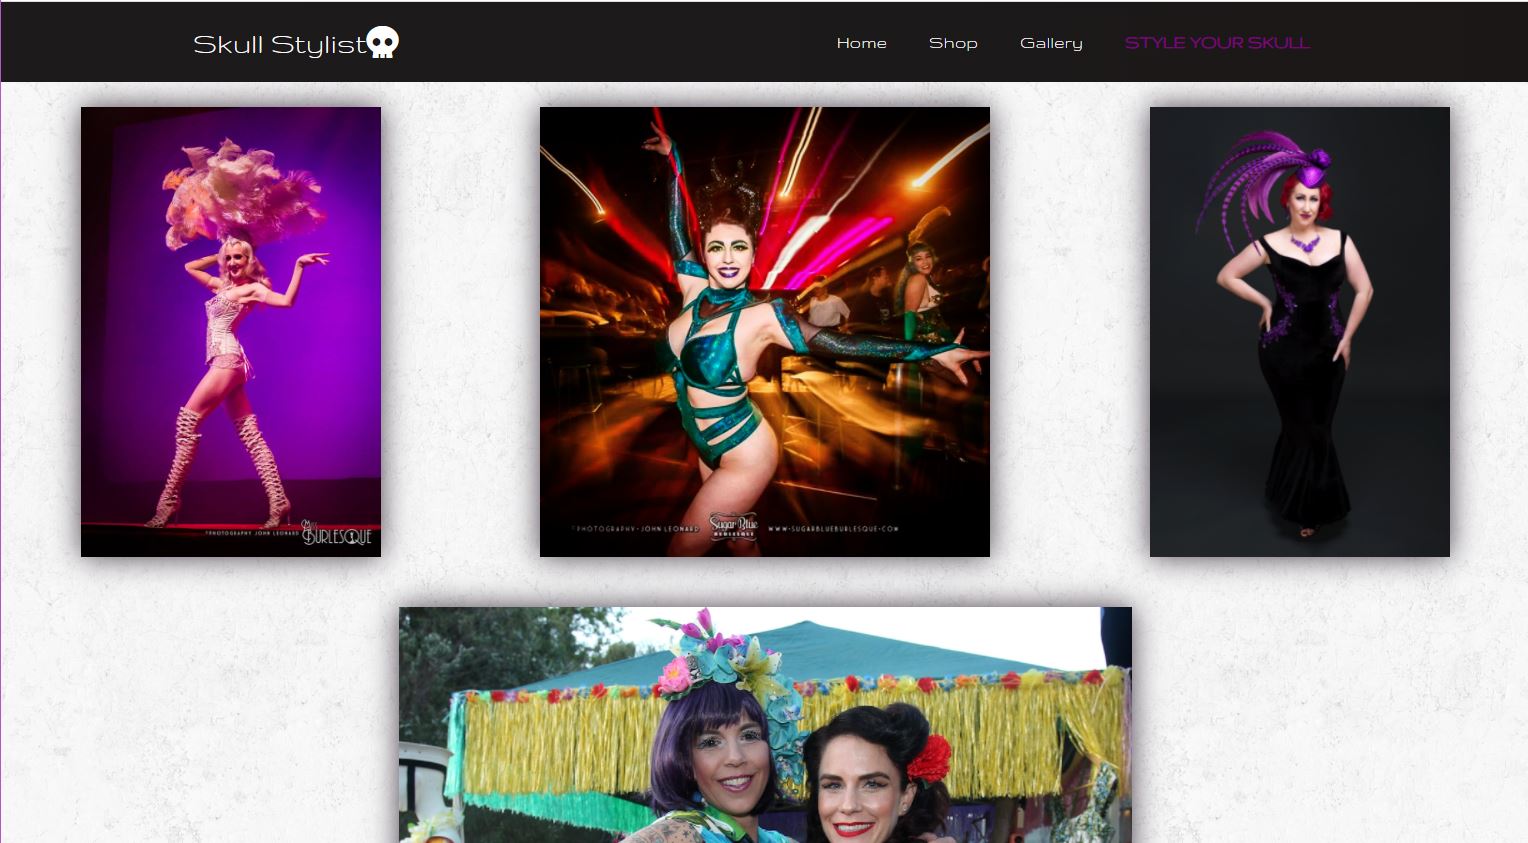 Skull Stylist
Home
Shop
Gallery
STYLE YOUR SKULL
©PHOTOGRAPHY JOHN LEONARD
Miss
BURLESQUE
©PHOTOGRAPHY - JOHN LEONARD
Sugar Blue
BURLESQUE
WWW•SUGARBLUEBURLESQUE•COM